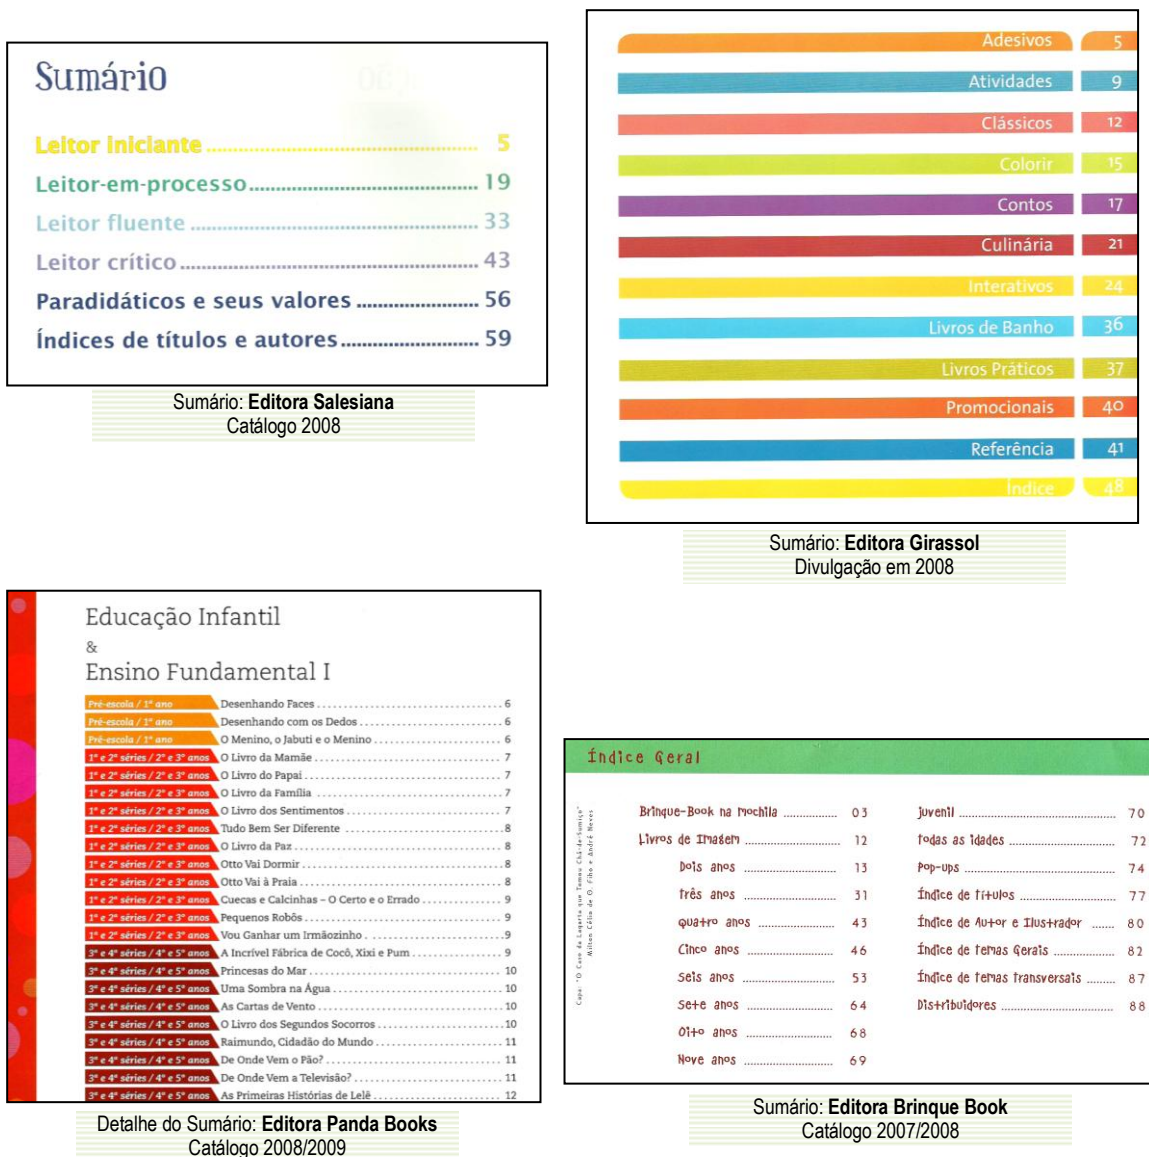 Sumário
Leitor iniciante ........ 5
Leitor-em-processo ........ 19
Leitor fluente ........ 33
Leitor crítico ........ 43
Paradidáticos e seus valores ........ 56
Índices de títulos e autores ........ 59
Sumário: Editora Salesiana
Catálogo 2008
Adesivos 5
Atividades 9
Clássicos 12
Colorir 15
Contos 17
Culinária 21
Interativos 24
Livros de Banho 36
Livros Práticos 37
Promocionais 40
Referência 41
Índice 48
Sumário: Editora Girassol
Divulgação em 2008
Educação Infantil
&
Ensino Fundamental I
Pré-escola / 1º ano Desenhando Faces ........ 6
Pré-escola / 1º ano Desenhando com os Dedos ........ 6
Pré-escola / 1º ano O Menino, o Jabuti e o Menino ........ 6
1ª e 2ª séries / 2º e 3º anos O Livro da Mamãe ........ 7
1ª e 2ª séries / 2º e 3º anos O Livro do Papai ........ 7
1ª e 2ª séries / 2º e 3º anos O Livro da Família ........ 7
1ª e 2ª séries / 2º e 3º anos O Livro dos Sentimentos ........ 7
1ª e 2ª séries / 2º e 3º anos Tudo Bem Ser Diferente ........ 8
1ª e 2ª séries / 2º e 3º anos O Livro da Paz ........ 8
1ª e 2ª séries / 2º e 3º anos Otto Vai Dormir ........ 8
1ª e 2ª séries / 2º e 3º anos Otto Vai à Praia ........ 8
1ª e 2ª séries / 2º e 3º anos Cuecas e Calcinhas – O Certo e o Errado ........ 9
1ª e 2ª séries / 2º e 3º anos Pequenos Robôs ........ 9
1ª e 2ª séries / 2º e 3º anos Vou Ganhar um Irmãozinho ........ 9
3ª e 4ª séries / 4º e 5º anos A Incrível Fábrica de Cocô, Xixi e Pum ........ 9
3ª e 4ª séries / 4º e 5º anos Princesas do Mar ........ 10
3ª e 4ª séries / 4º e 5º anos Uma Sombra na Água ........ 10
3ª e 4ª séries / 4º e 5º anos As Cartas de Vento ........ 10
3ª e 4ª séries / 4º e 5º anos O Livro dos Segundos Socorros ........ 10
3ª e 4ª séries / 4º e 5º anos Raimundo, Cidadão do Mundo ........ 11
3ª e 4ª séries / 4º e 5º anos De Onde Vem o Pão? ........ 11
3ª e 4ª séries / 4º e 5º anos De Onde Vem a Televisão? ........ 11
3ª e 4ª séries / 4º e 5º anos As Primeiras Histórias de Lelê ........ 12
Detalhe do Sumário: Editora Panda Books
Catálogo 2008/2009
Índice Geral
Capa: "O Caso da Lagarta que Tomou Chá-de-Sumiço"
Milton Célio de O. Filho e André Neves
Brinque-Book na mochila ........ 03
Livros de Imagem ........ 12
Dois anos ........ 13
Três anos ........ 31
Quatro anos ........ 43
Cinco anos ........ 46
Seis anos ........ 53
Sete anos ........ 64
Oito anos ........ 68
Nove anos ........ 69
Juvenil ........ 70
Todas as idades ........ 72
Pop-ups ........ 74
Índice de Títulos ........ 77
Índice de Autor e Ilustrador ........ 80
Índice de Temas Gerais ........ 82
Índice de Temas Transversais ........ 87
Distribuidores ........ 88
Sumário: Editora Brinque Book
Catálogo 2007/2008